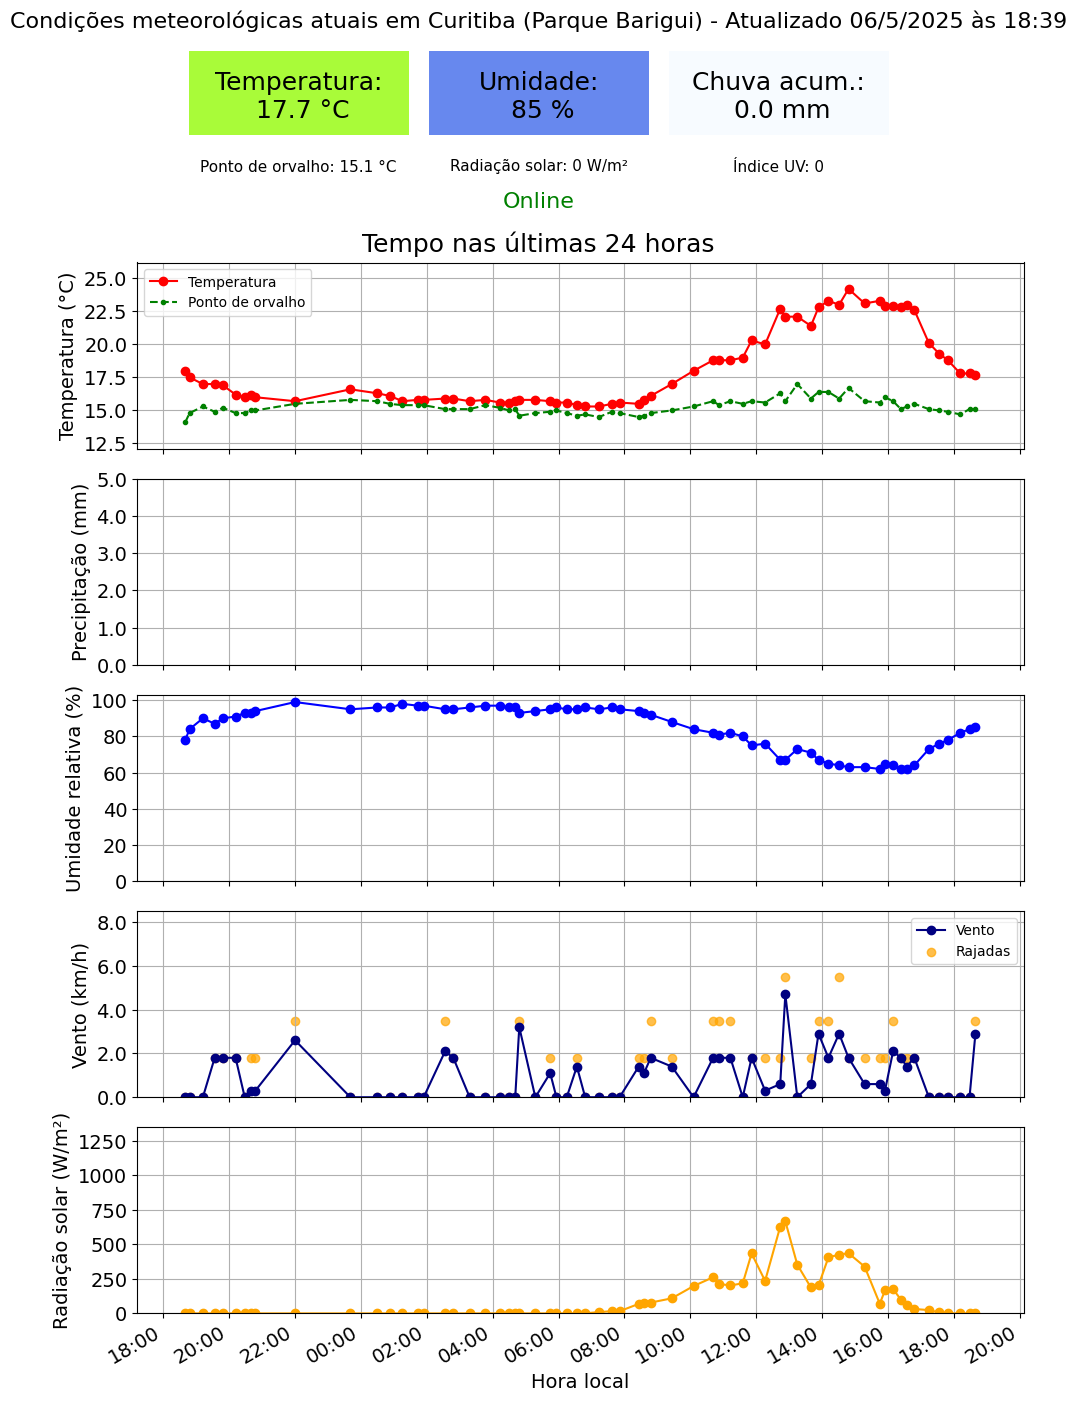 Condições meteorológicas atuais em Curitiba (Parque Barigui) - Atualizado 06/5/2025 às 18:39
Temperatura:
17.7 °C
Umidade:
85 %
Chuva acum.:
0.0 mm
Ponto de orvalho: 15.1 °C
Radiação solar: 0 W/m²
Índice UV: 0
Online
Tempo nas últimas 24 horas
Temperatura (°C)
25.0
22.5
20.0
17.5
15.0
12.5
Temperatura
Ponto de orvalho
Precipitação (mm)
5.0
4.0
3.0
2.0
1.0
0.0
Umidade relativa (%)
100
80
60
40
20
0
Vento (km/h)
8.0
6.0
4.0
2.0
0.0
Vento
Rajadas
Radiação solar (W/m²)
1250
1000
750
500
250
0
18:00 20:00 22:00 00:00 02:00 04:00 06:00 08:00 10:00 12:00 14:00 16:00 18:00 20:00
Hora local